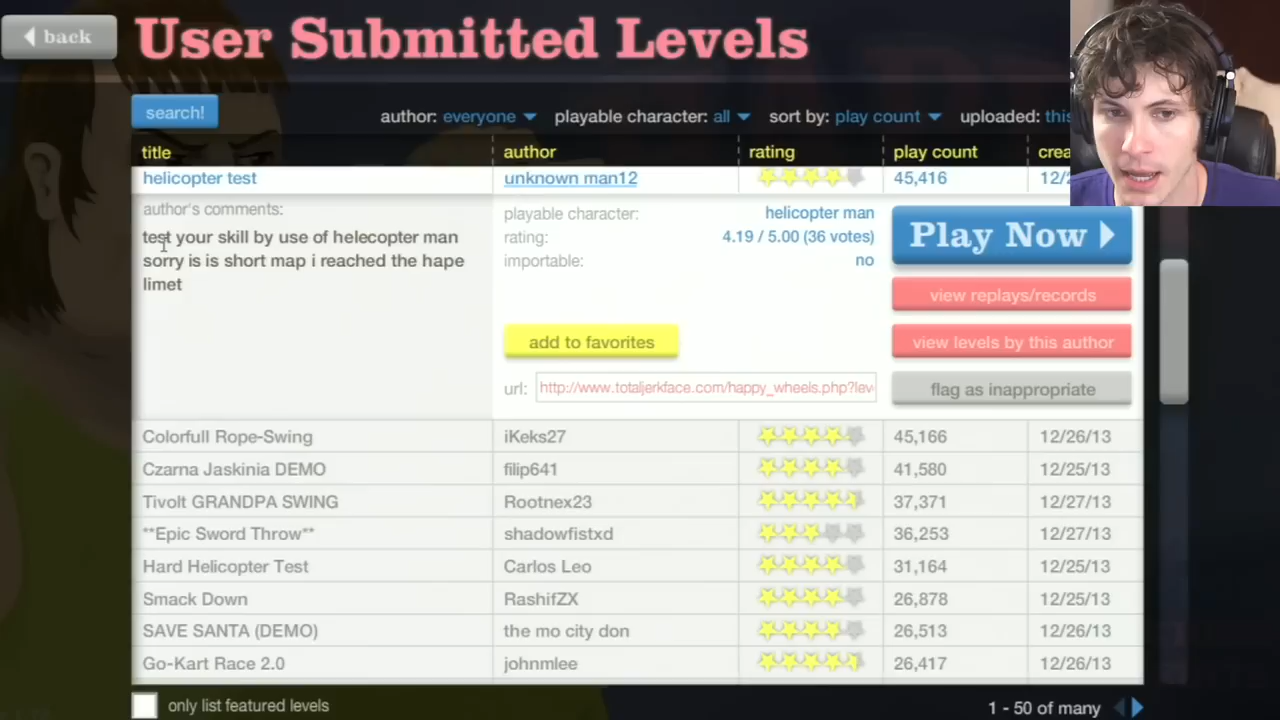 back
User Submitted Levels
search!
author: everyone playable character: all sort by: play count uploaded: this
title author rating play count crea
helicopter test unknown man12 45,416 12/2
author's comments:
test your skill by use of helecopter man
sorry is is short map i reached the hape
limet
playable character: helicopter man
rating: 4.19 / 5.00 (36 votes)
importable: no
add to favorites
url: http://www.totaljerkface.com/happy_wheels.php?lev
Play Now
view replays/records
view levels by this author
flag as inappropriate
Colorfull Rope-Swing iKeks27 45,166 12/26/13
Czarna Jaskinia DEMO filip641 41,580 12/25/13
Tivolt GRANDPA SWING Rootnex23 37,371 12/27/13
**Epic Sword Throw** shadowfistxd 36,253 12/27/13
Hard Helicopter Test Carlos Leo 31,164 12/25/13
Smack Down RashifZX 26,878 12/25/13
SAVE SANTA (DEMO) the mo city don 26,513 12/26/13
Go-Kart Race 2.0 johnmlee 26,417 12/26/13
only list featured levels
1 - 50 of many